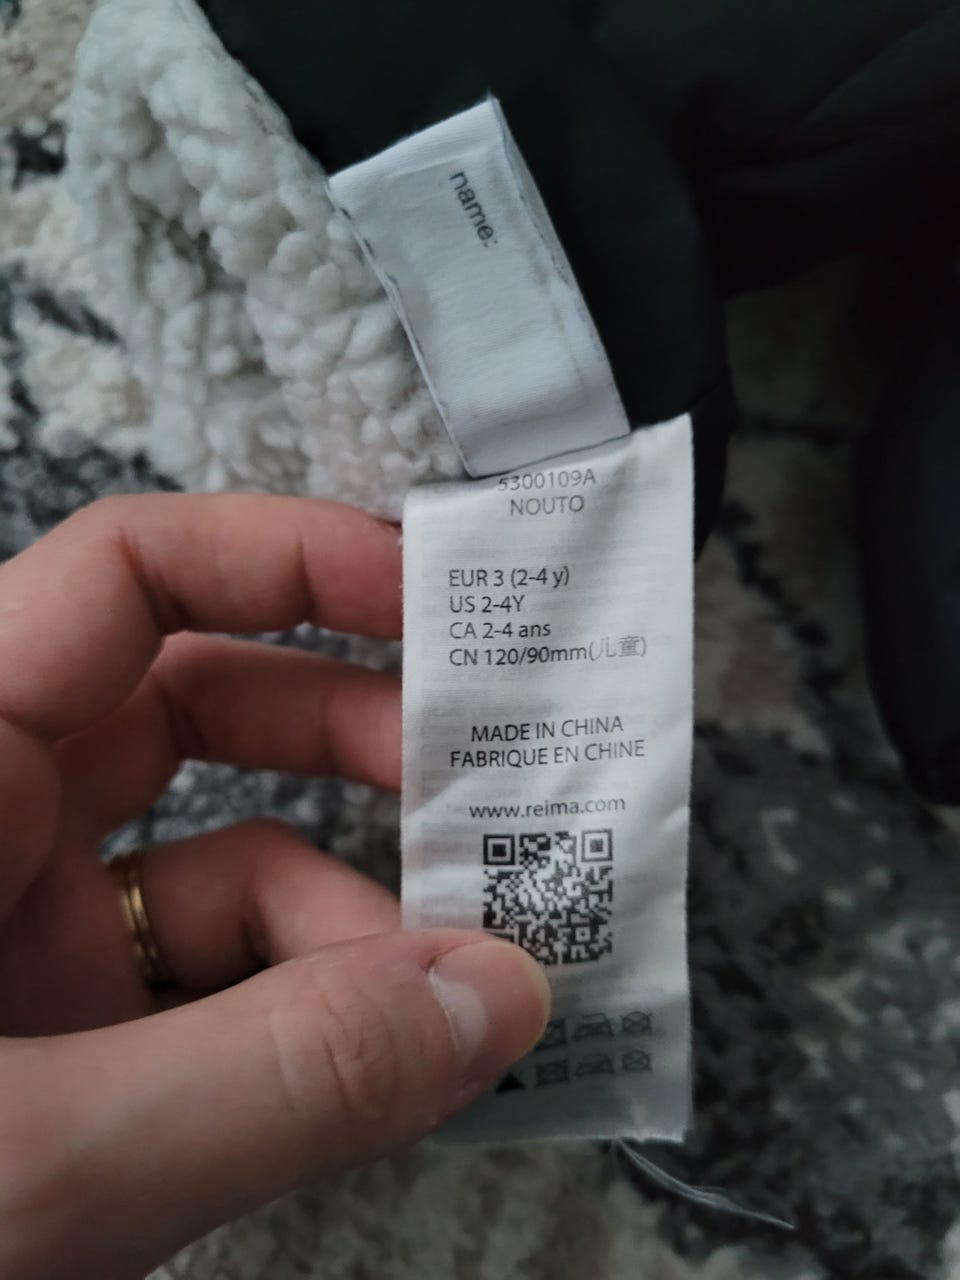 name:
5300109A
NOUTO
EUR 3 (2-4 y)
US 2-4Y
CA 2-4 ans
CN 120/90mm(儿童)
MADE IN CHINA
FABRIQUE EN CHINE
www.reima.com